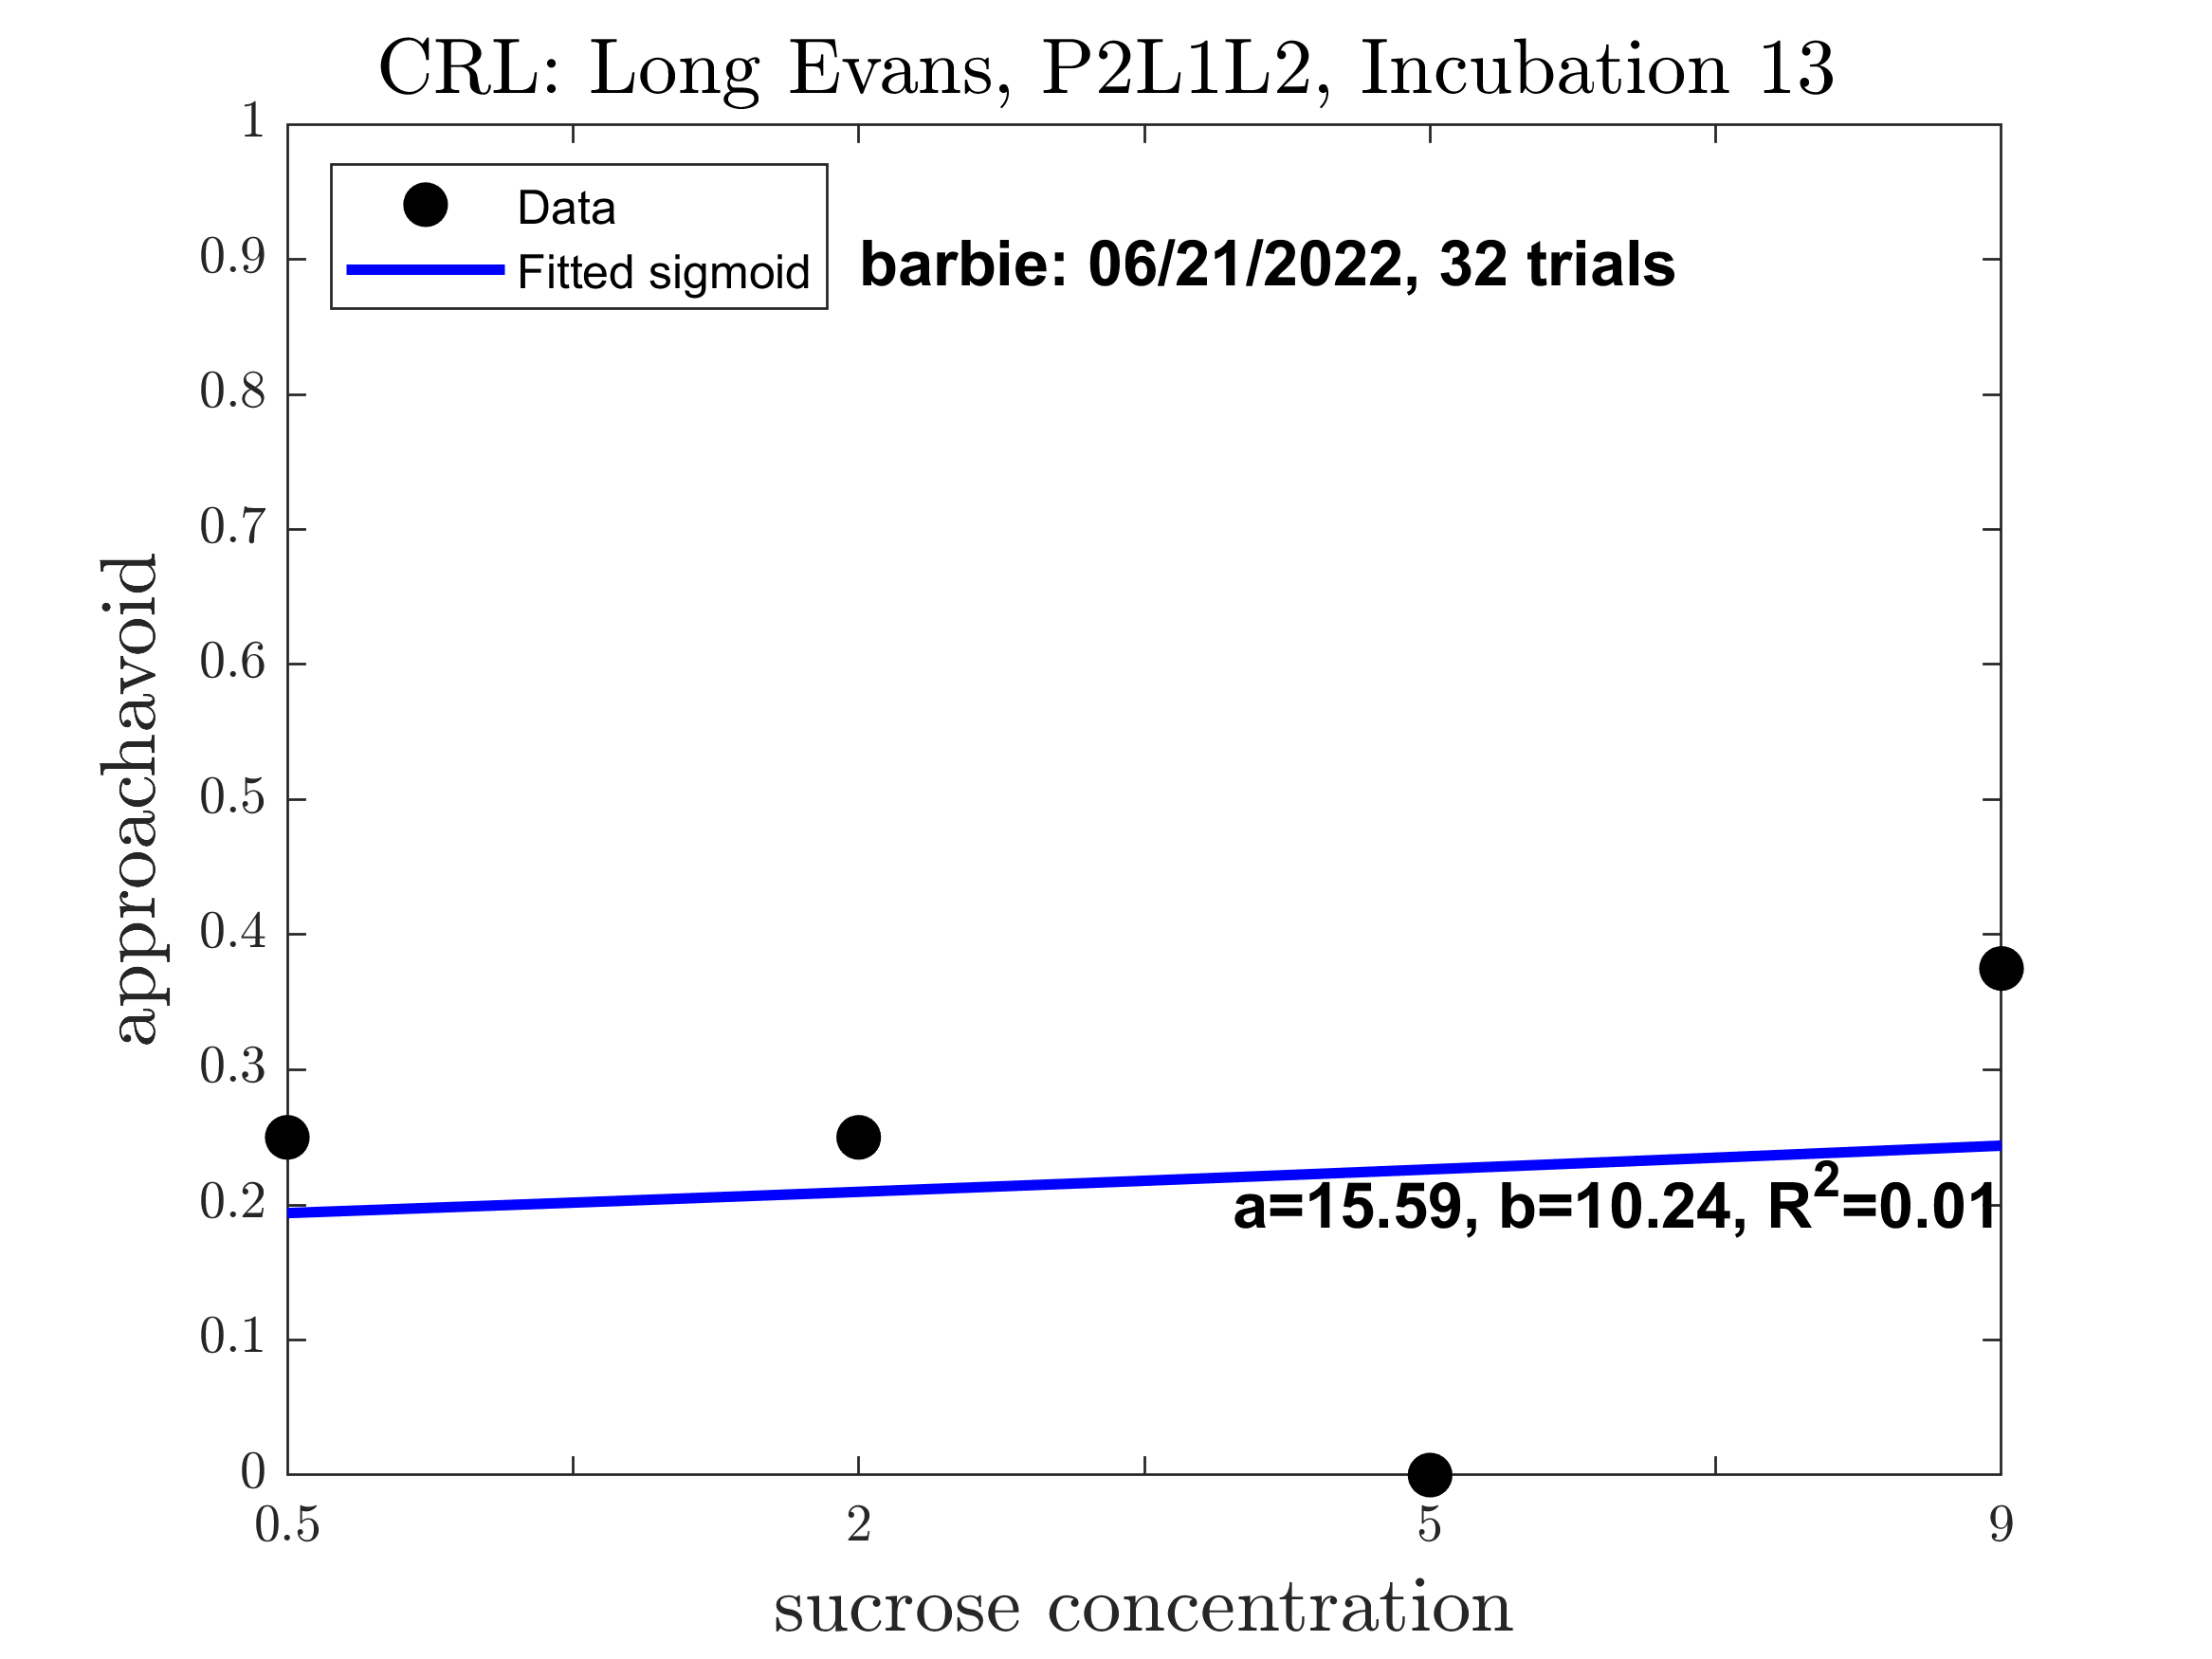 CRL: Long Evans, P2L1L2, Incubation 13
1
0.9
0.8
0.7
0.6
0.5
0.4
0.3
0.2
0.1
0
approachavoid
Data
Fitted sigmoid
barbie: 06/21/2022, 32 trials
a=15.59, b=10.24, R²=0.01
0.5 2 5 9
sucrose concentration